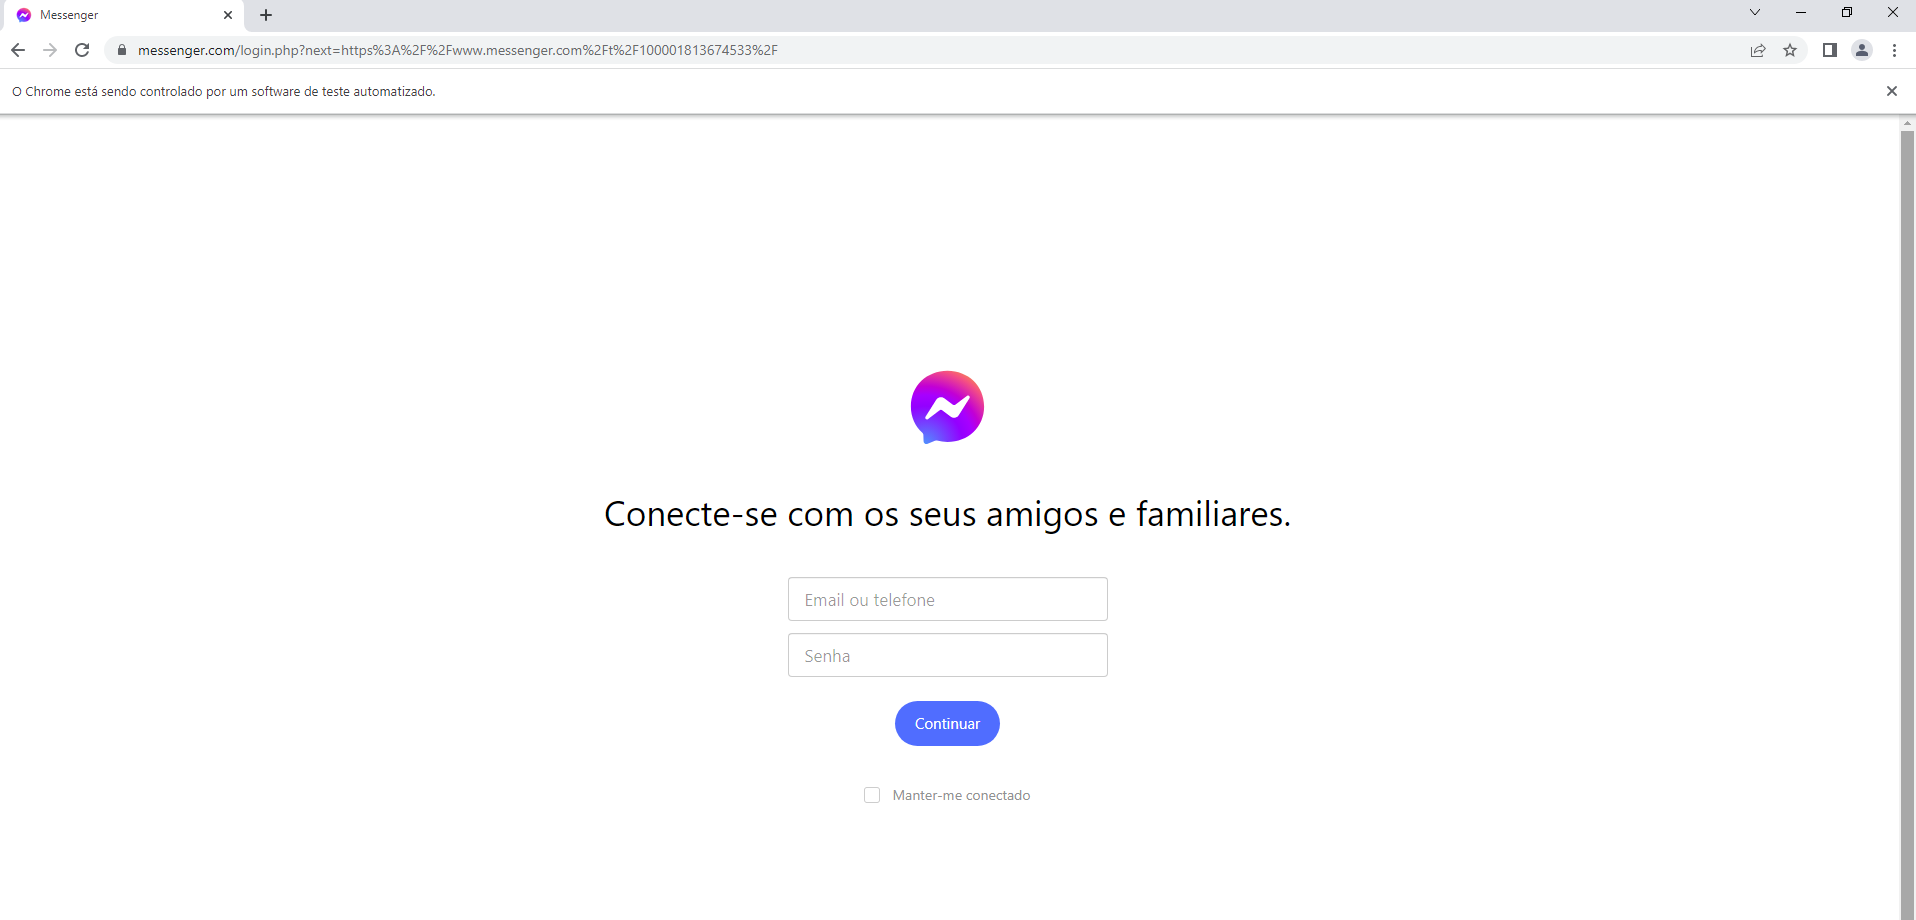 Messenger
messenger.com/login.php?next=https%3A%2F%2Fwww.messenger.com%2Ft%2F100001813674533%2F
O Chrome está sendo controlado por um software de teste automatizado.
Conecte-se com os seus amigos e familiares.
Email ou telefone
Senha
Continuar
Manter-me conectado